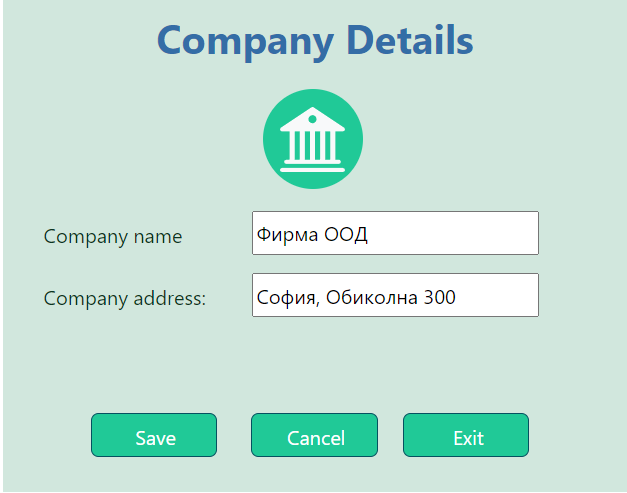 Company Details
Company name
Фирма ООД
Company address:
София, Обиколна 300
Save
Cancel
Exit